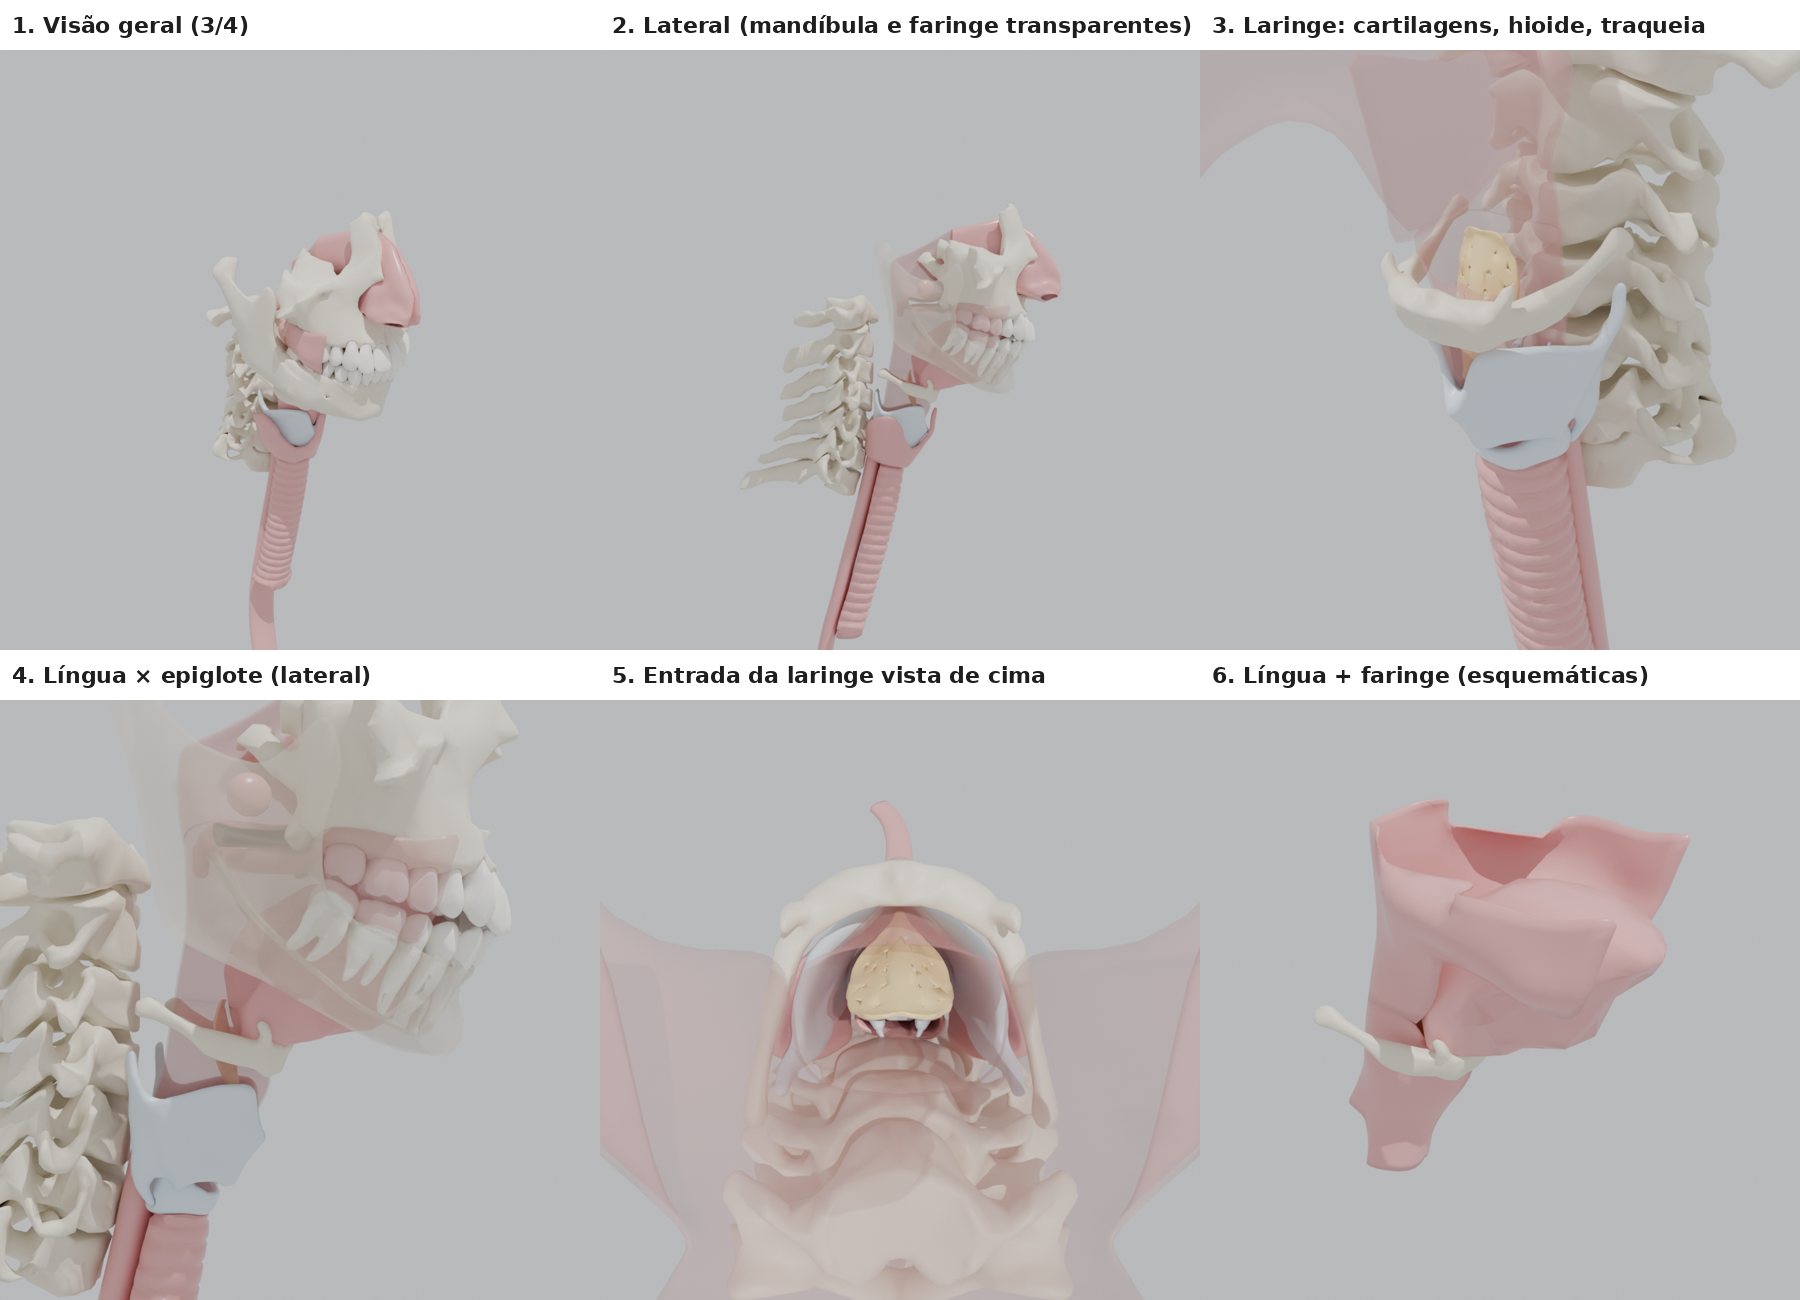 1. Visão geral (3/4)
2. Lateral (mandíbula e faringe transparentes)
3. Laringe: cartilagens, hioide, traqueia
4. Língua × epiglote (lateral)
5. Entrada da laringe vista de cima
6. Língua + faringe (esquemáticas)